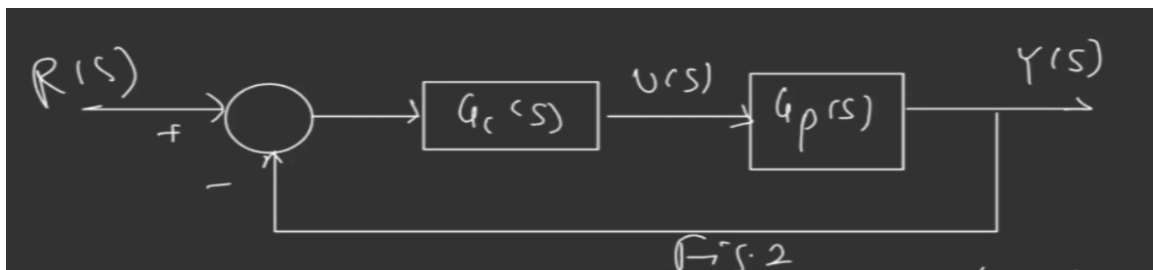 R(S)
+
-
Gc(S)
U(S)
Gp(S)
Y(S)
Fig.2